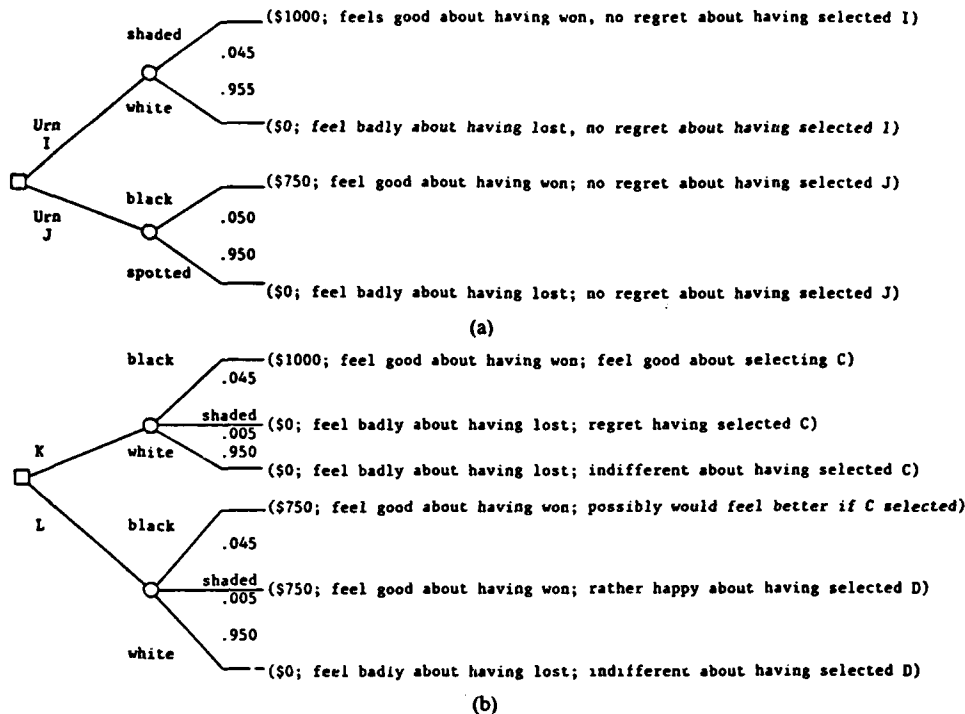 shaded
($1000; feels good about having won, no regret about having selected I)
.045
.955
white
($0; feel badly about having lost, no regret about having selected I)
Urn
I
Urn
J
black
($750; feel good about having won; no regret about having selected J)
.050
.950
spotted
($0; feel badly about having lost; no regret about having selected J)
(a)
black
($1000; feel good about having won; feel good about selecting C)
.045
shaded
($0; feel badly about having lost; regret having selected C)
.005
K
white
.950
($0; feel badly about having lost; indifferent about having selected C)
L
black
($750; feel good about having won; possibly would feel better if C selected)
.045
shaded
($750; feel good about having won; rather happy about having selected D)
.005
.950
white
($0; feel badly about having lost; indifferent about having selected D)
(b)